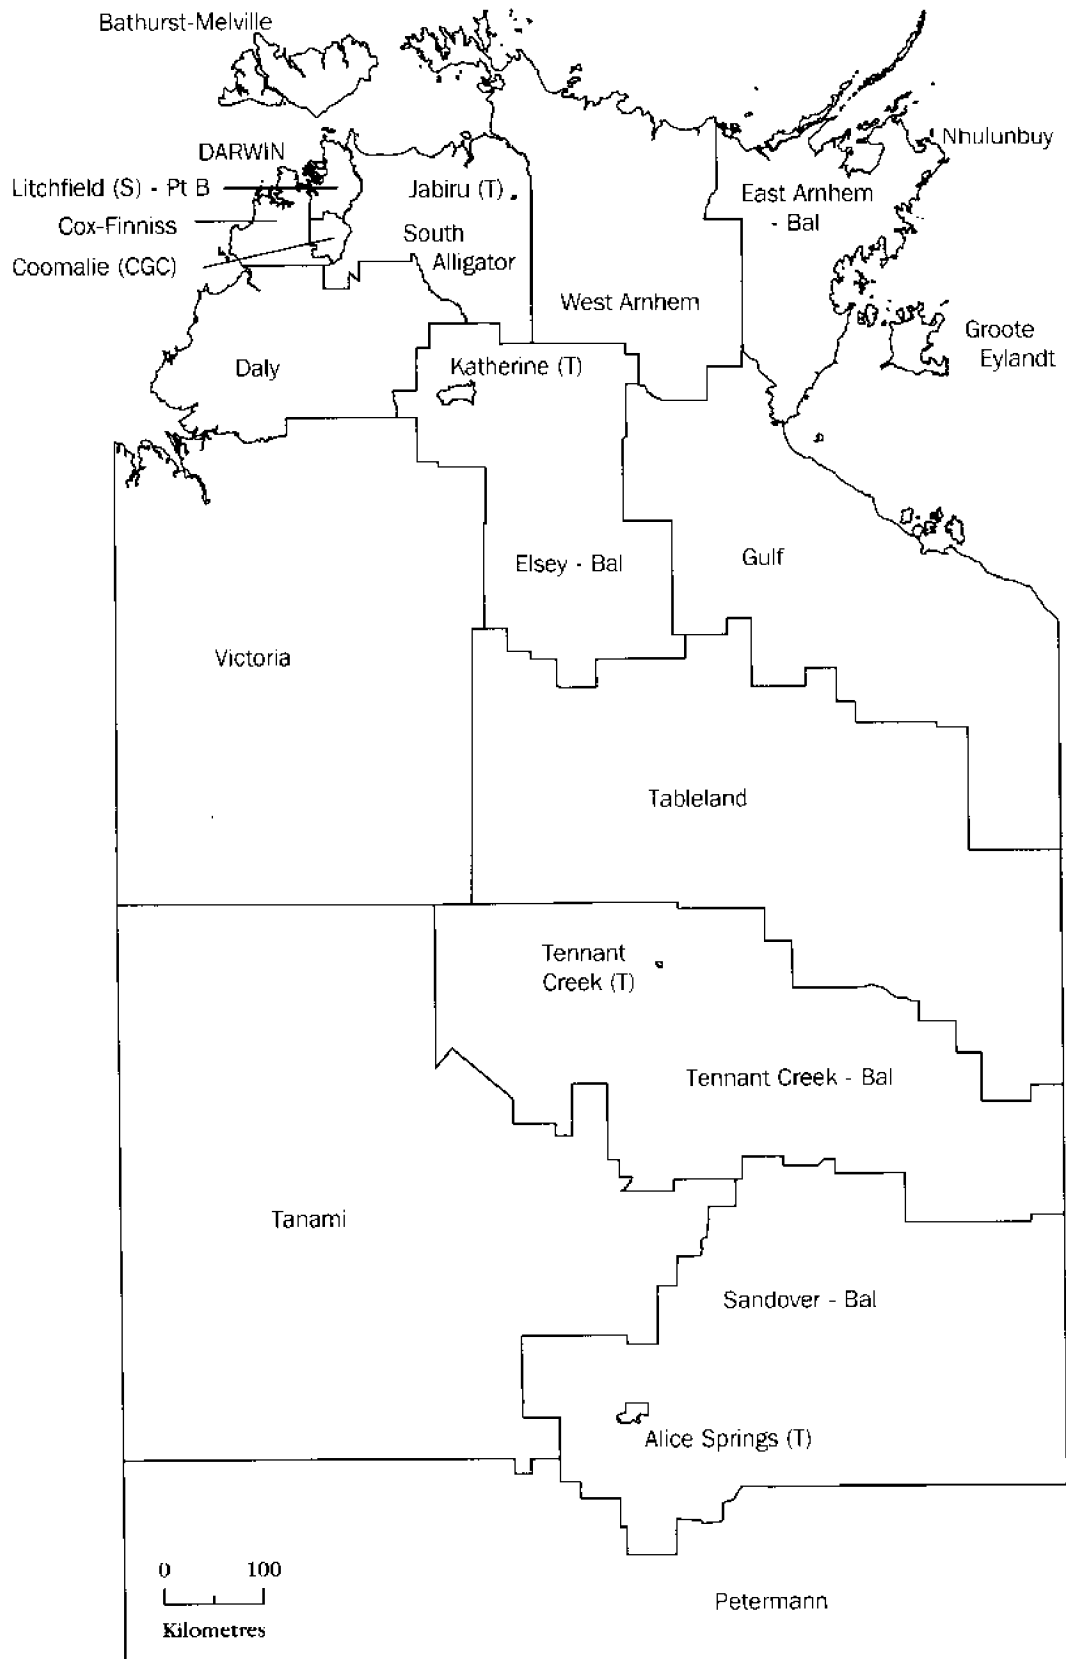 Bathurst-Melville
Nhulunbuy
DARWIN
Litchfield (S) - Pt B
Jabiru (T)
East Arnhem
- Bal
Cox-Finniss
South
Alligator
Coomalie (CGC)
West Arnhem
Groote
Eylandt
Daly
Katherine (T)
Elsey - Bal
Gulf
Victoria
Tableland
Tennant
Creek (T)
Tennant Creek - Bal
Tanami
Sandover - Bal
Alice Springs (T)
0 100
Kilometres
Petermann